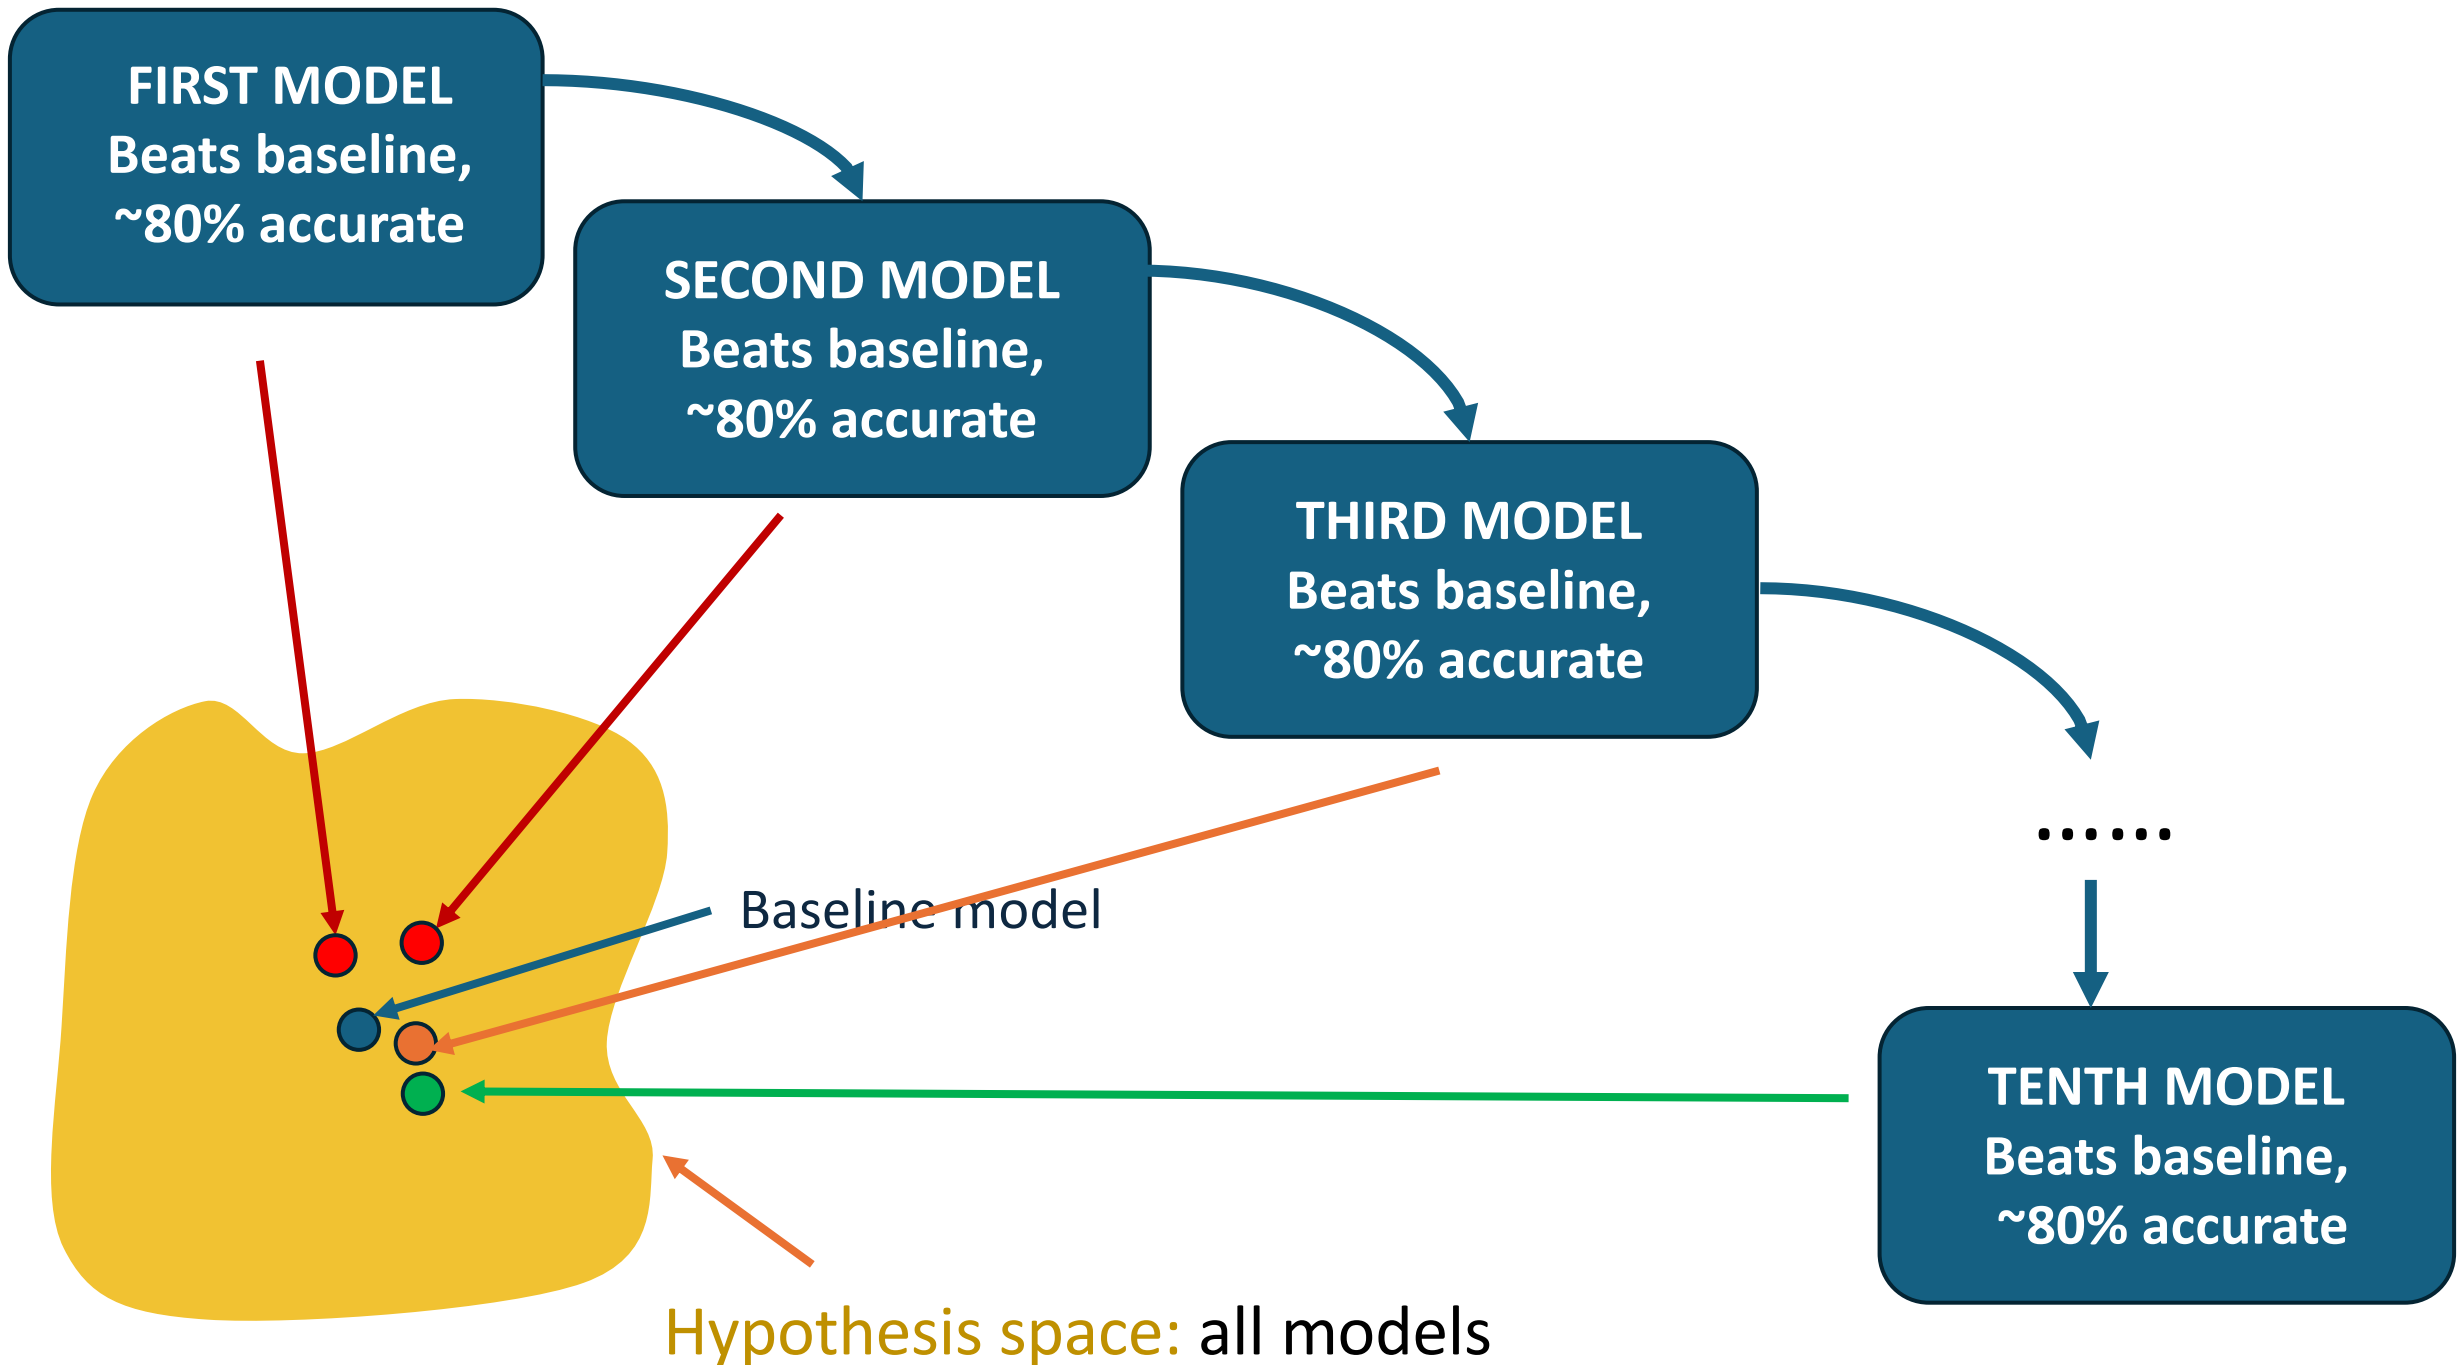 FIRST MODEL
Beats baseline,
~80% accurate
SECOND MODEL
Beats baseline,
~80% accurate
THIRD MODEL
Beats baseline,
~80% accurate
......
Baseline model
TENTH MODEL
Beats baseline,
~80% accurate
Hypothesis space: all models